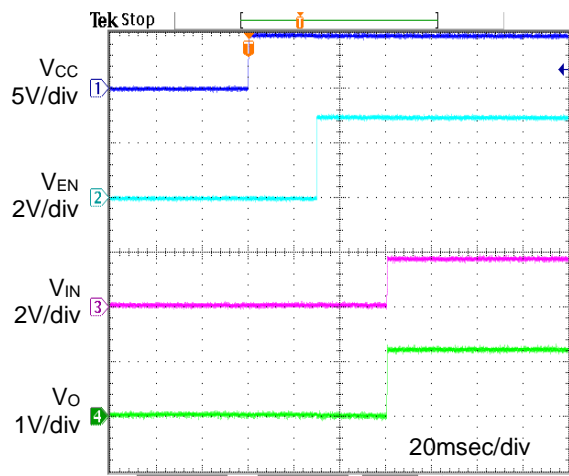 Tek Stop
T
T
VCC
5V/div
1
VEN
2V/div
2
VIN
2V/div
3
VO
1V/div
4
20msec/div